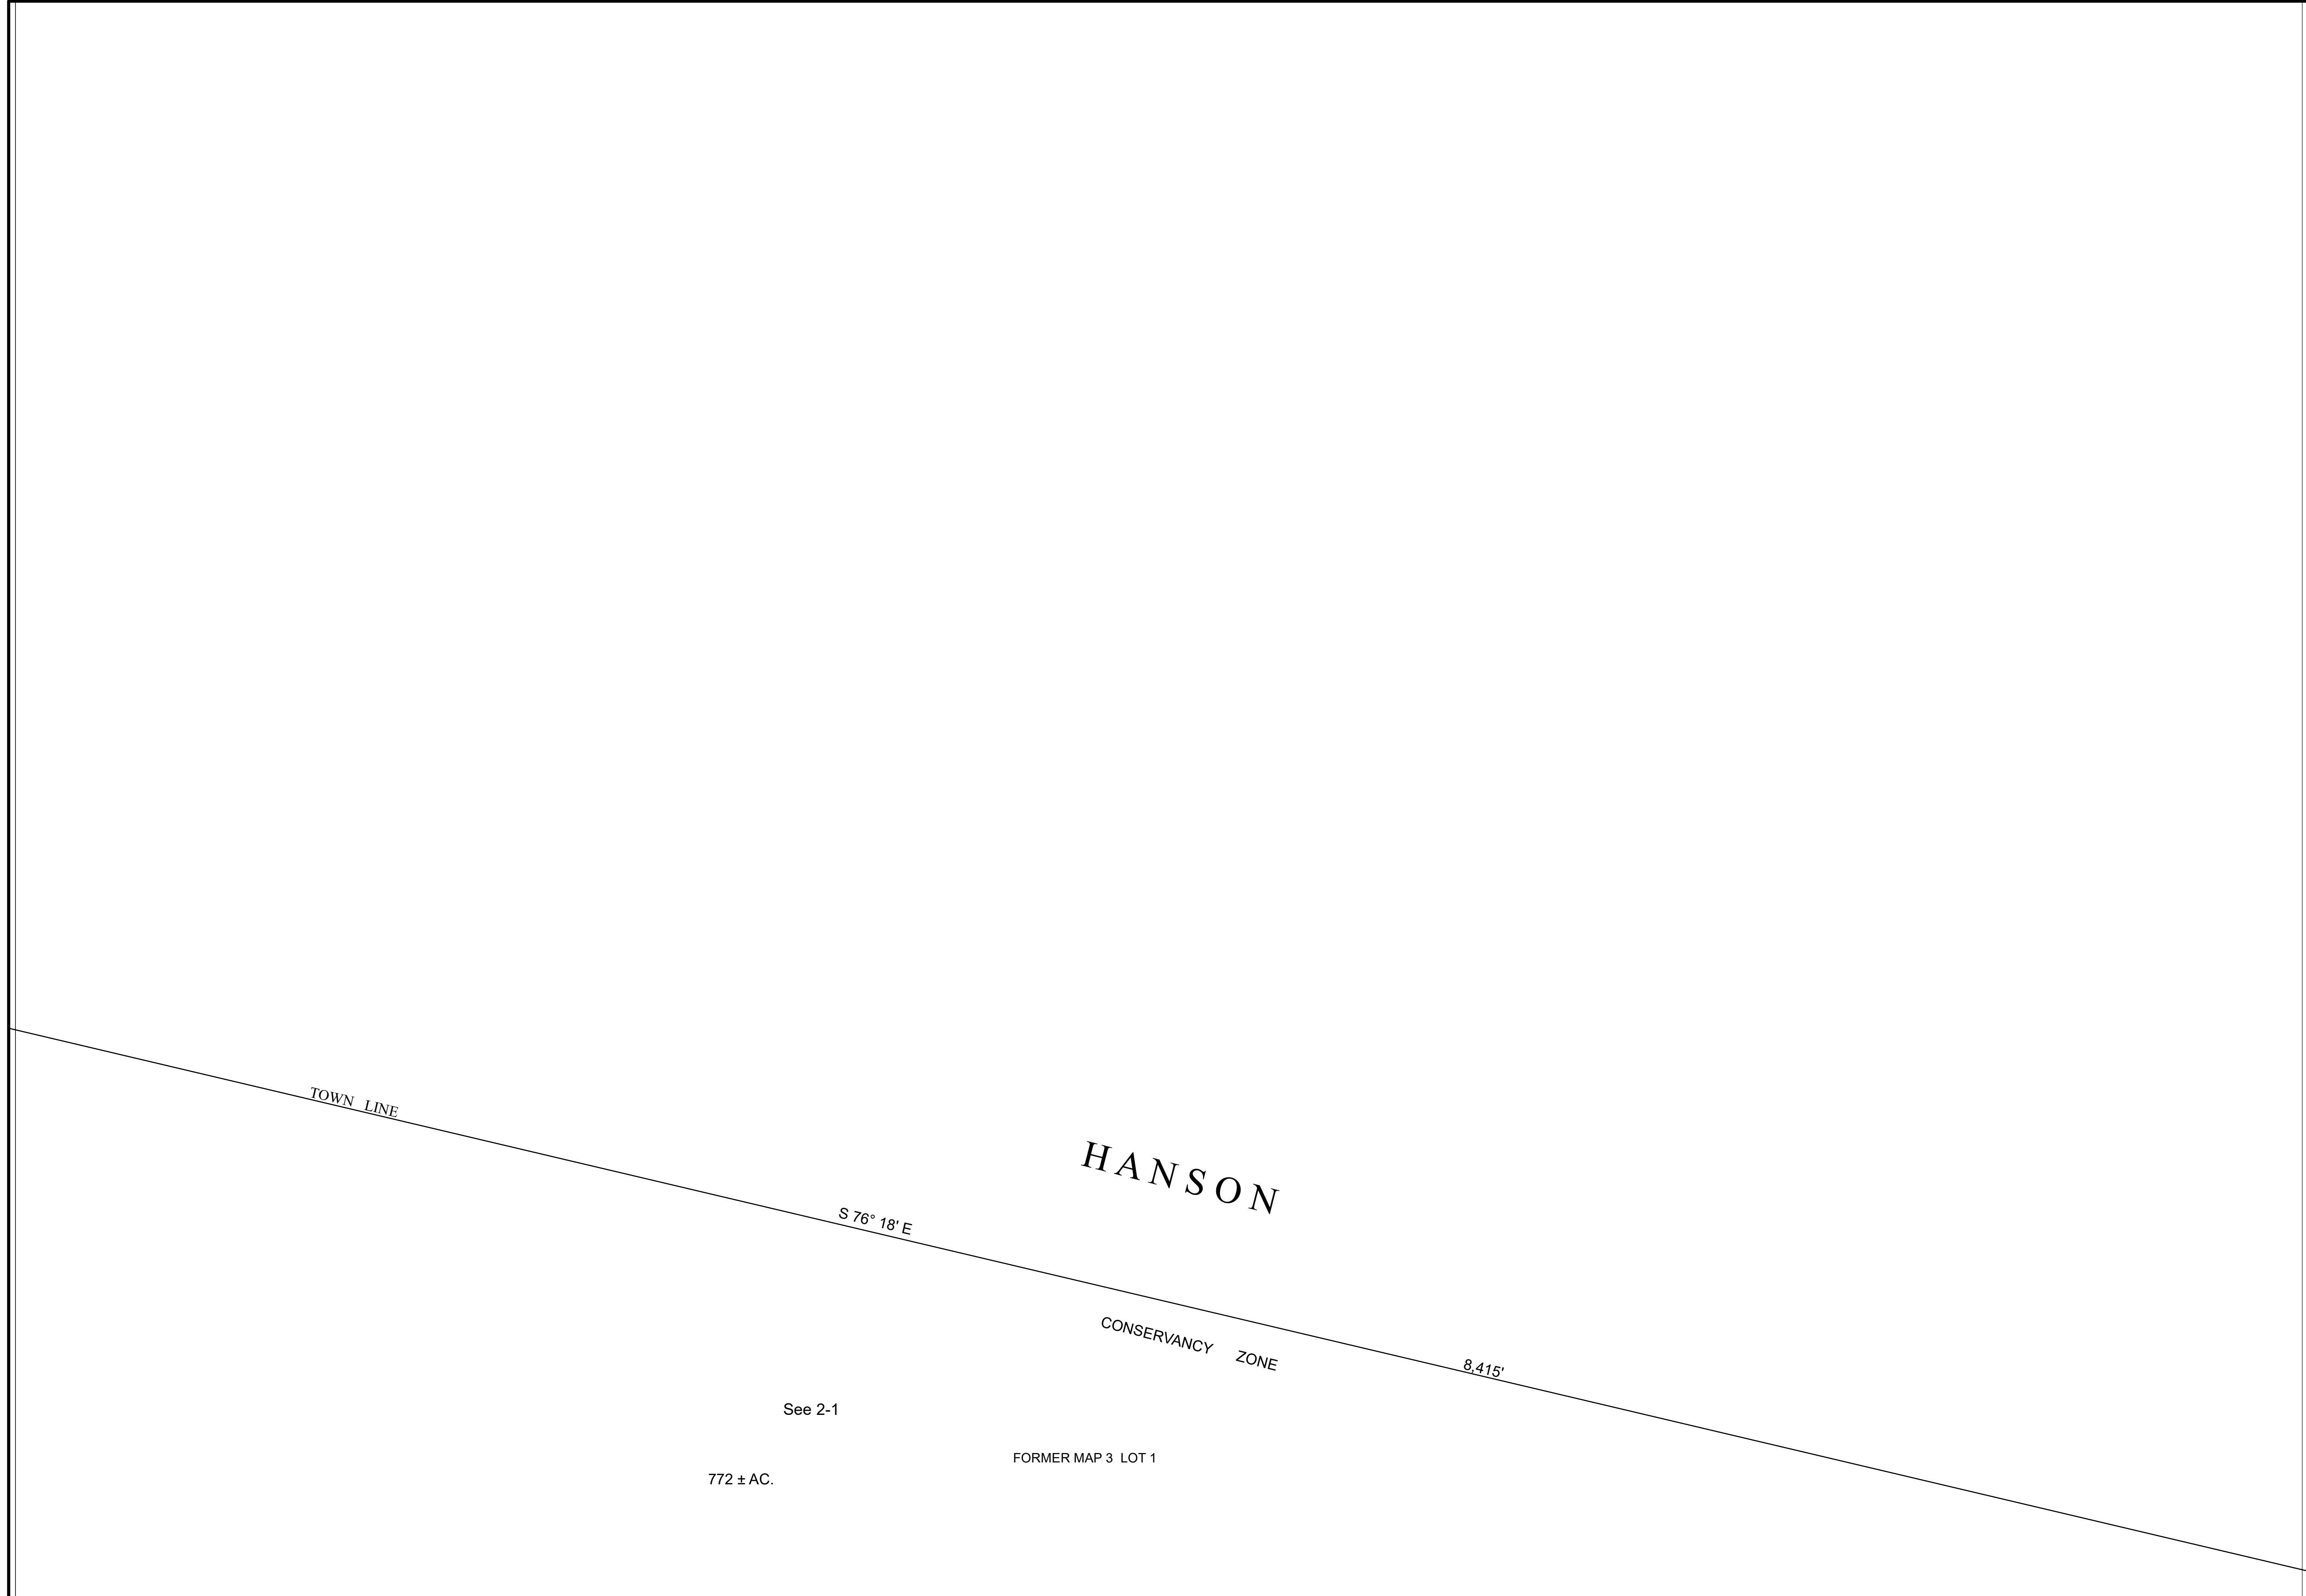 TOWN LINE
HANSON
S 76° 18' E
CONSERVANCY ZONE
8,415'
See 2-1
FORMER MAP 3 LOT 1
772 ± AC.